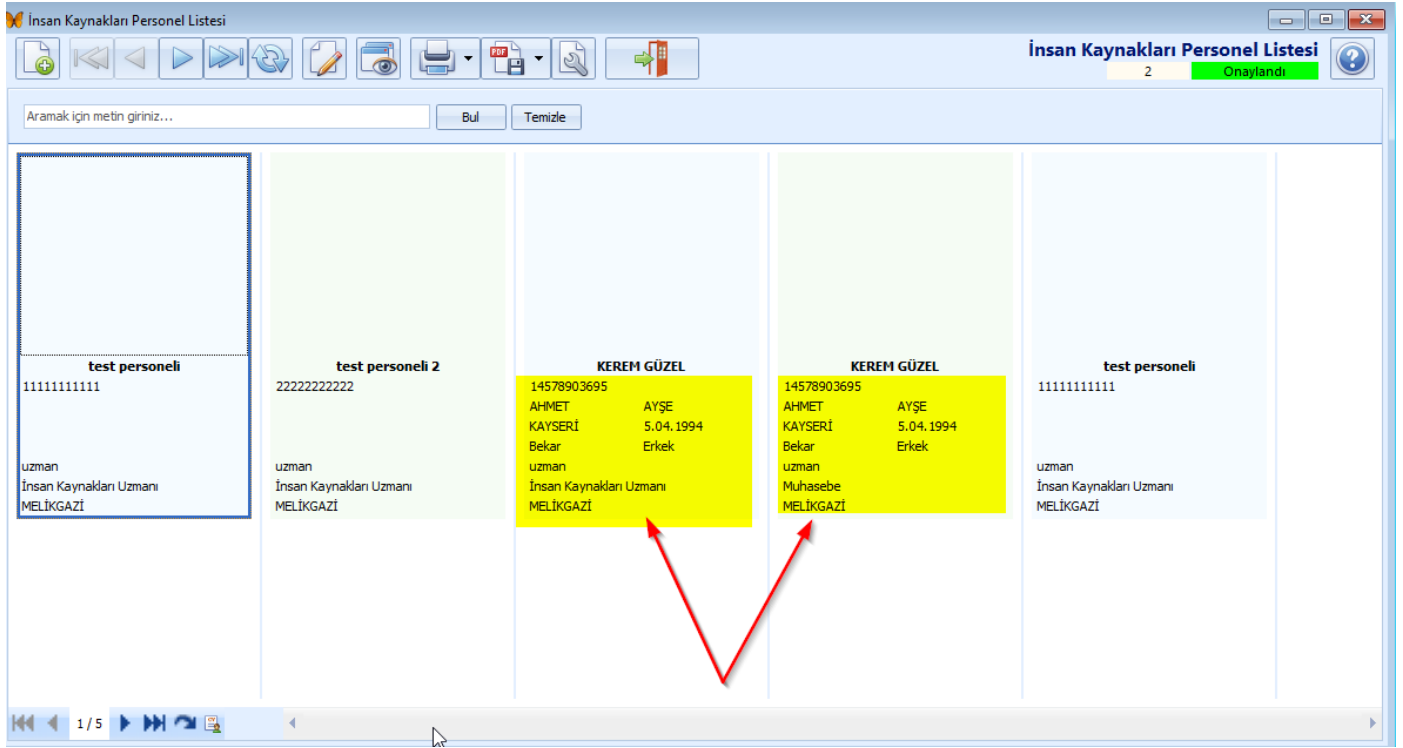 İnsan Kaynakları Personel Listesi
İnsan Kaynakları Personel Listesi
2 Onaylandı
Aramak için metin giriniz... Bul Temizle
test personeli
11111111111
uzman
İnsan Kaynakları Uzmanı
MELİKGAZİ
test personeli 2
22222222222
uzman
İnsan Kaynakları Uzmanı
MELİKGAZİ
KEREM GÜZEL
14578903695
AHMET AYŞE
KAYSERİ 5.04.1994
Bekar Erkek
uzman
İnsan Kaynakları Uzmanı
MELİKGAZİ
KEREM GÜZEL
14578903695
AHMET AYŞE
KAYSERİ 5.04.1994
Bekar Erkek
uzman
Muhasebe
MELİKGAZİ
test personeli
11111111111
uzman
İnsan Kaynakları Uzmanı
MELİKGAZİ
1/5